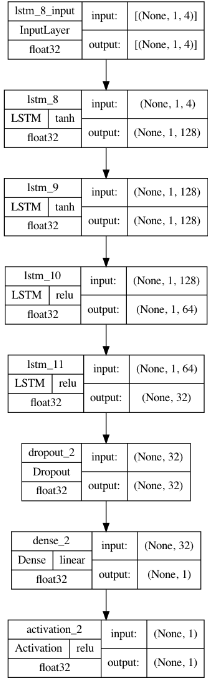 lstm_8_input input: [(None, 1, 4)]
InputLayer
float32 output: [(None, 1, 4)]
lstm_8 input: (None, 1, 4)
LSTM tanh
float32 output: (None, 1, 128)
lstm_9 input: (None, 1, 128)
LSTM tanh
float32 output: (None, 1, 128)
lstm_10 input: (None, 1, 128)
LSTM relu
float32 output: (None, 1, 64)
lstm_11 input: (None, 1, 64)
LSTM relu
float32 output: (None, 32)
dropout_2 input: (None, 32)
Dropout
float32 output: (None, 32)
dense_2 input: (None, 32)
Dense linear
float32 output: (None, 1)
activation_2 input: (None, 1)
Activation relu
float32 output: (None, 1)